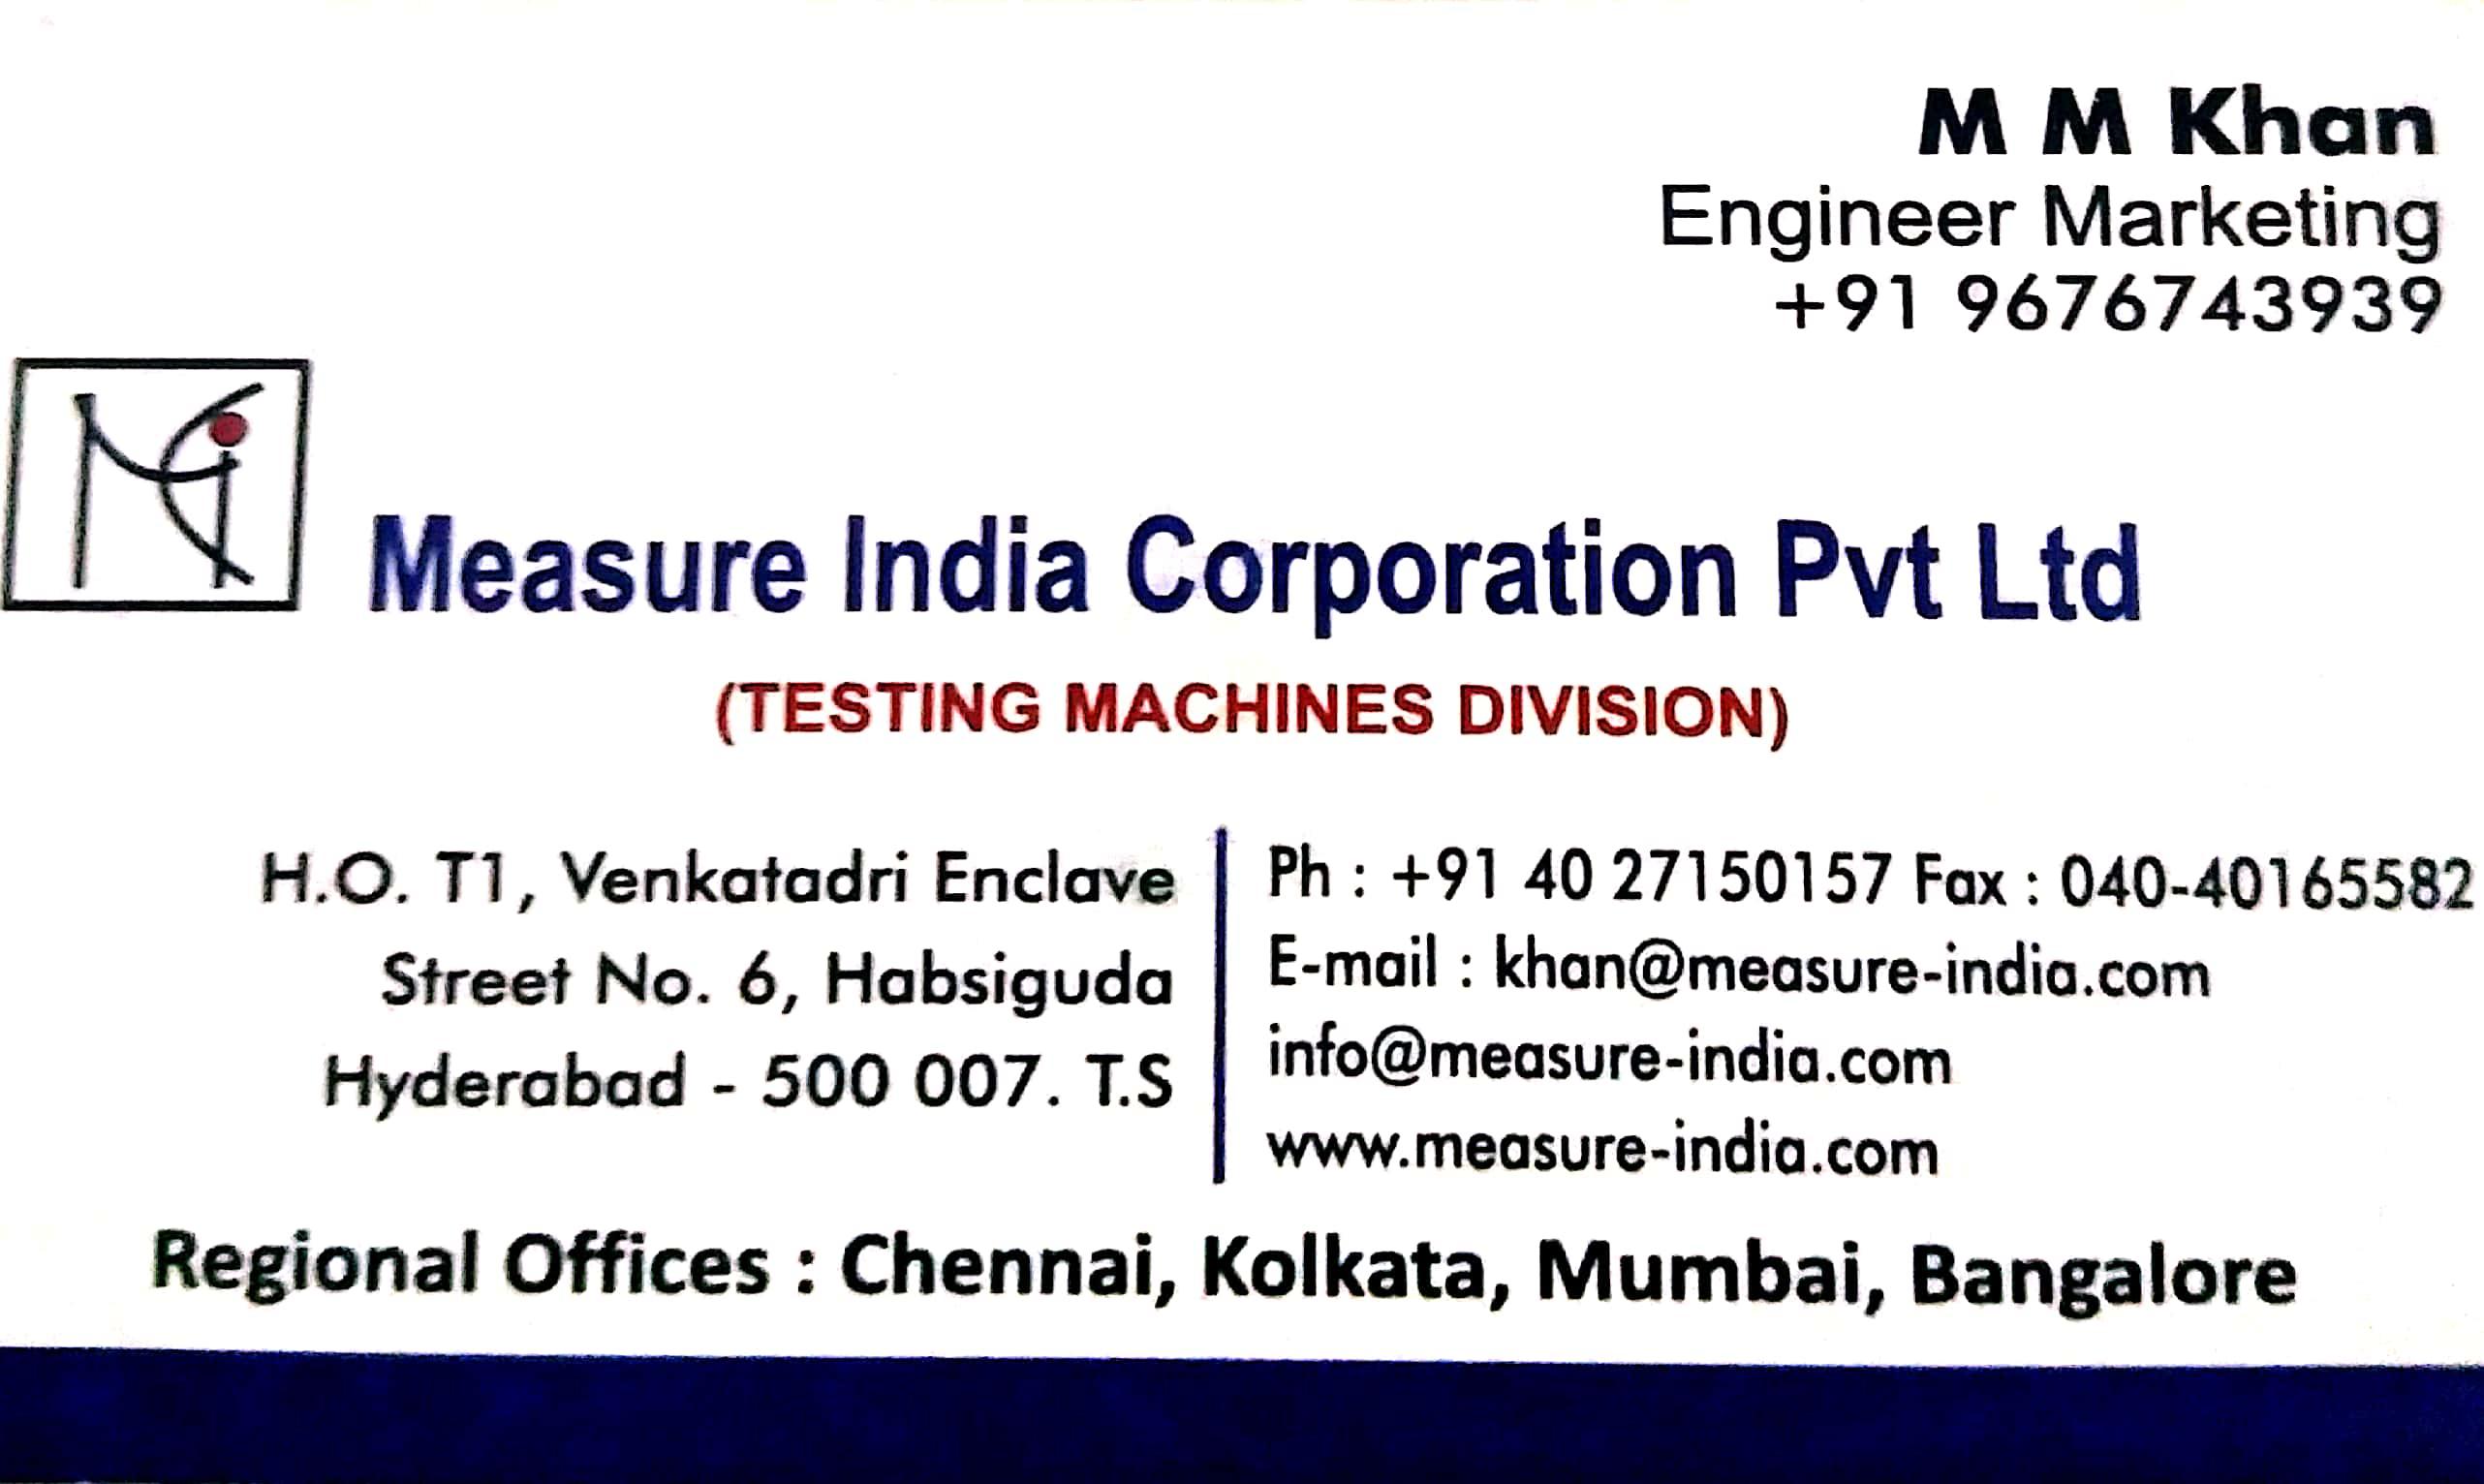 M M Khan
Engineer Marketing
+91 9676743939
Measure India Corporation Pvt Ltd
(TESTING MACHINES DIVISION)
H.O. T1, Venkatadri Enclave
Street No. 6, Habsiguda
Hyderabad - 500 007. T.S
Ph : +91 40 27150157 Fax : 040-40165582
E-mail : khan@measure-india.com
info@measure-india.com
www.measure-india.com
Regional Offices : Chennai, Kolkata, Mumbai, Bangalore